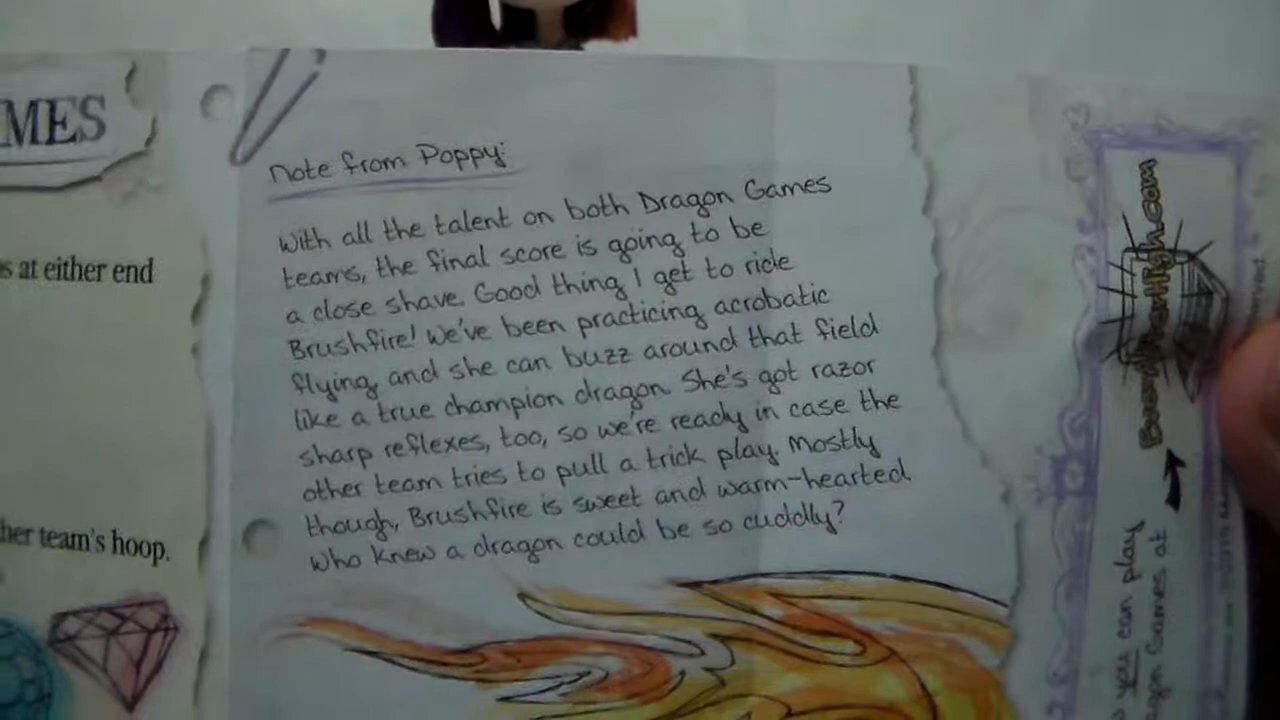 MES
s at either end
her team's hoop.
Note from Poppy:
With all the talent on both Dragon Games
teams, the final score is going to be
a close shave. Good thing I get to ride
Brushfire! We've been practicing acrobatic
flying, and she can buzz around that field
like a true champion dragon. She's got razor
sharp reflexes, too, so we're ready in case the
other team tries to pull a trick play. Mostly
though, Brushfire is sweet and warm-hearted.
Who knew a dragon could be so cuddly?
you can play
gon Games at